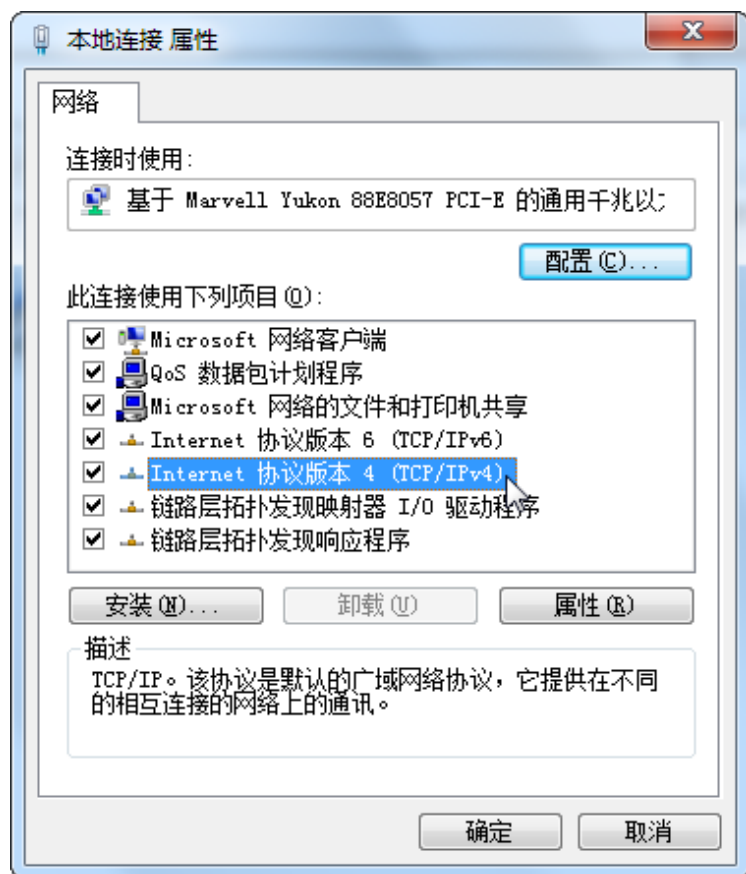 本地连接 属性
网络
连接时使用:
基于 Marvell Yukon 88E8057 PCI-E 的通用千兆以
配置(C)...
此连接使用下列项目(O):
Microsoft 网络客户端
QoS 数据包计划程序
Microsoft 网络的文件和打印机共享
Internet 协议版本 6 (TCP/IPv6)
Internet 协议版本 4 (TCP/IPv4)
链路层拓扑发现映射器 I/O 驱动程序
链路层拓扑发现响应程序
安装(N)... 卸载(U) 属性(R)
描述
TCP/IP。该协议是默认的广域网络协议，它提供在不同
的相互连接的网络上的通讯。
确定 取消